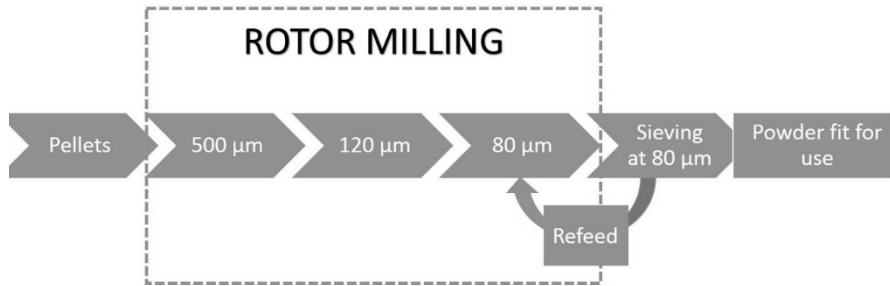 ROTOR MILLING
Pellets
500 µm
120 µm
80 µm
Sieving
at 80 µm
Powder fit for
use
Refeed